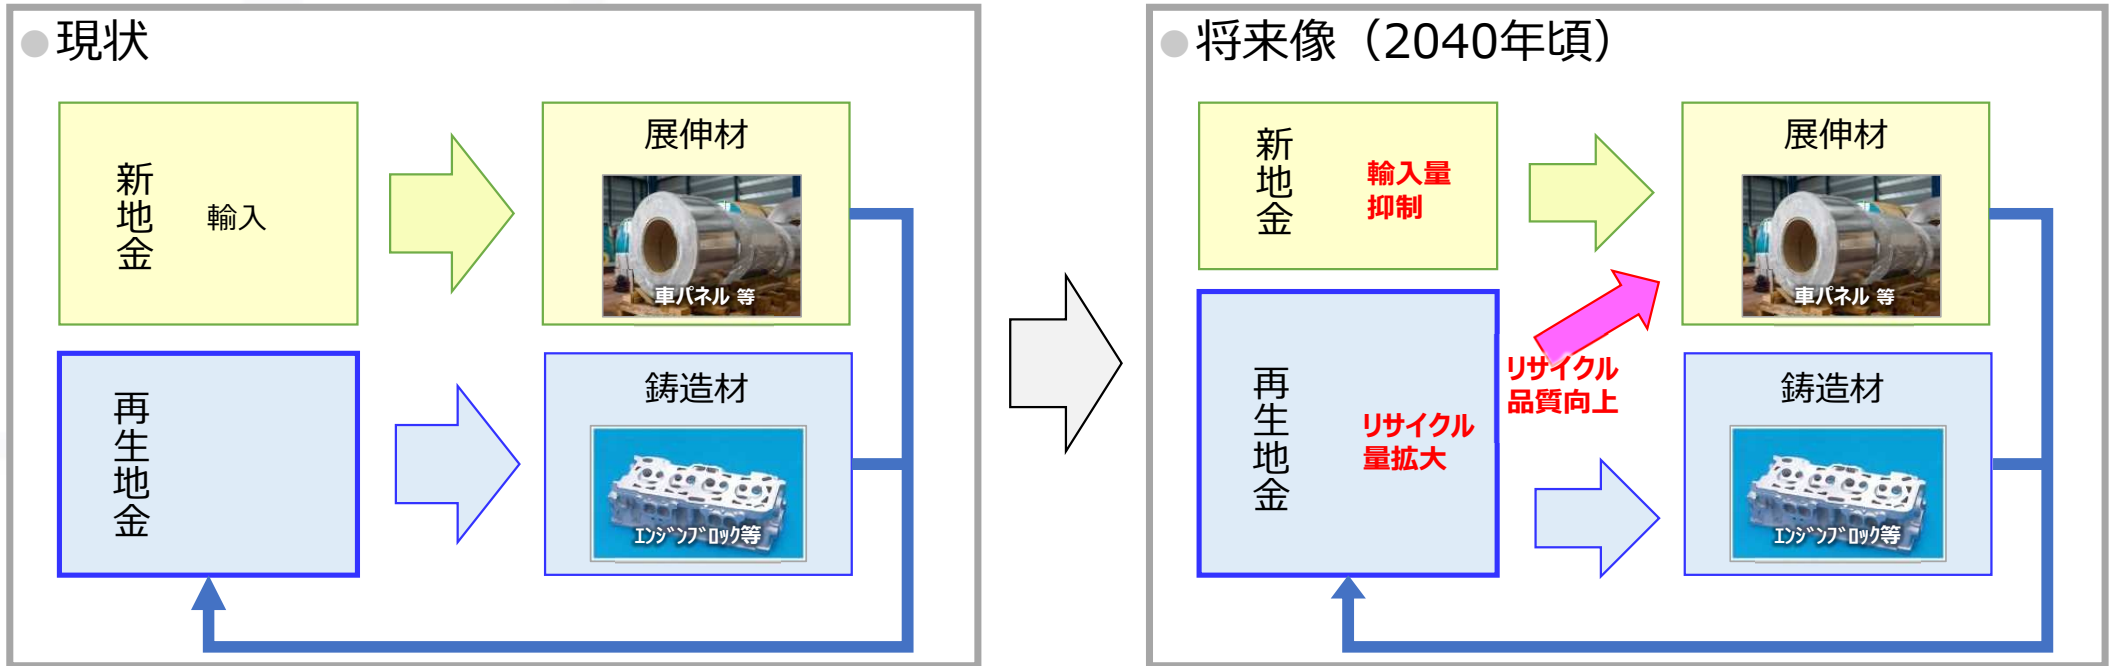 ●現状
新地金
輸入
展伸材
車パネル 等
再生地金
鋳造材
ｴﾝｼﾞﾝﾌﾞﾛｯｸ等
●将来像（2040年頃）
新地金
輸入量
抑制
展伸材
車パネル 等
再生地金
リサイクル
量拡大
リサイクル
品質向上
鋳造材
ｴﾝｼﾞﾝﾌﾞﾛｯｸ等